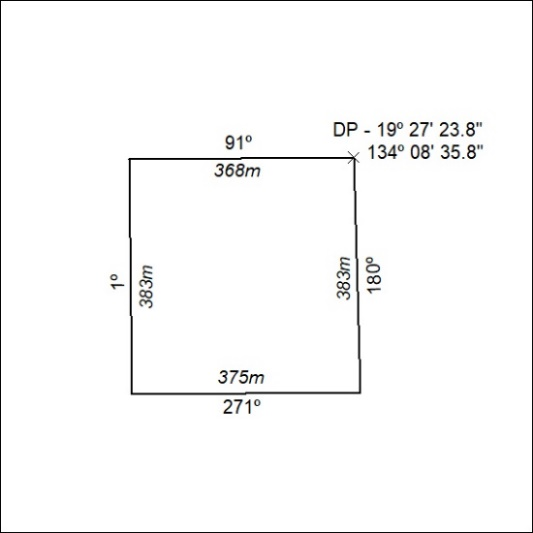 DP - 19º 27' 23.8"
134º 08' 35.8"
91º
368m
1º
383m
383m
180º
375m
271º